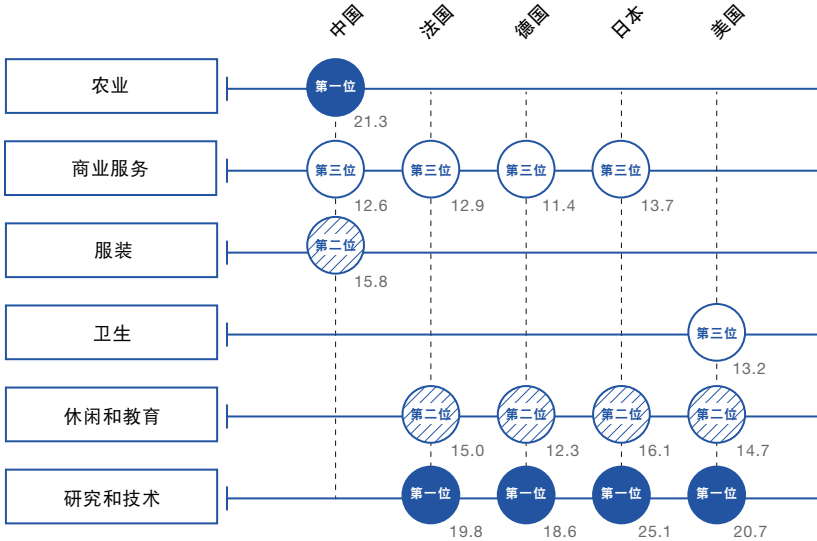 中国 法国 德国 日本 美国
农业 第一位
21.3
商业服务 第三位 第三位 第三位 第三位
12.6 12.9 11.4 13.7
服装 第二位
15.8
卫生 第三位
13.2
休闲和教育 第二位 第二位 第二位 第二位
15.0 12.3 16.1 14.7
研究和技术 第一位 第一位 第一位 第一位
19.8 18.6 25.1 20.7